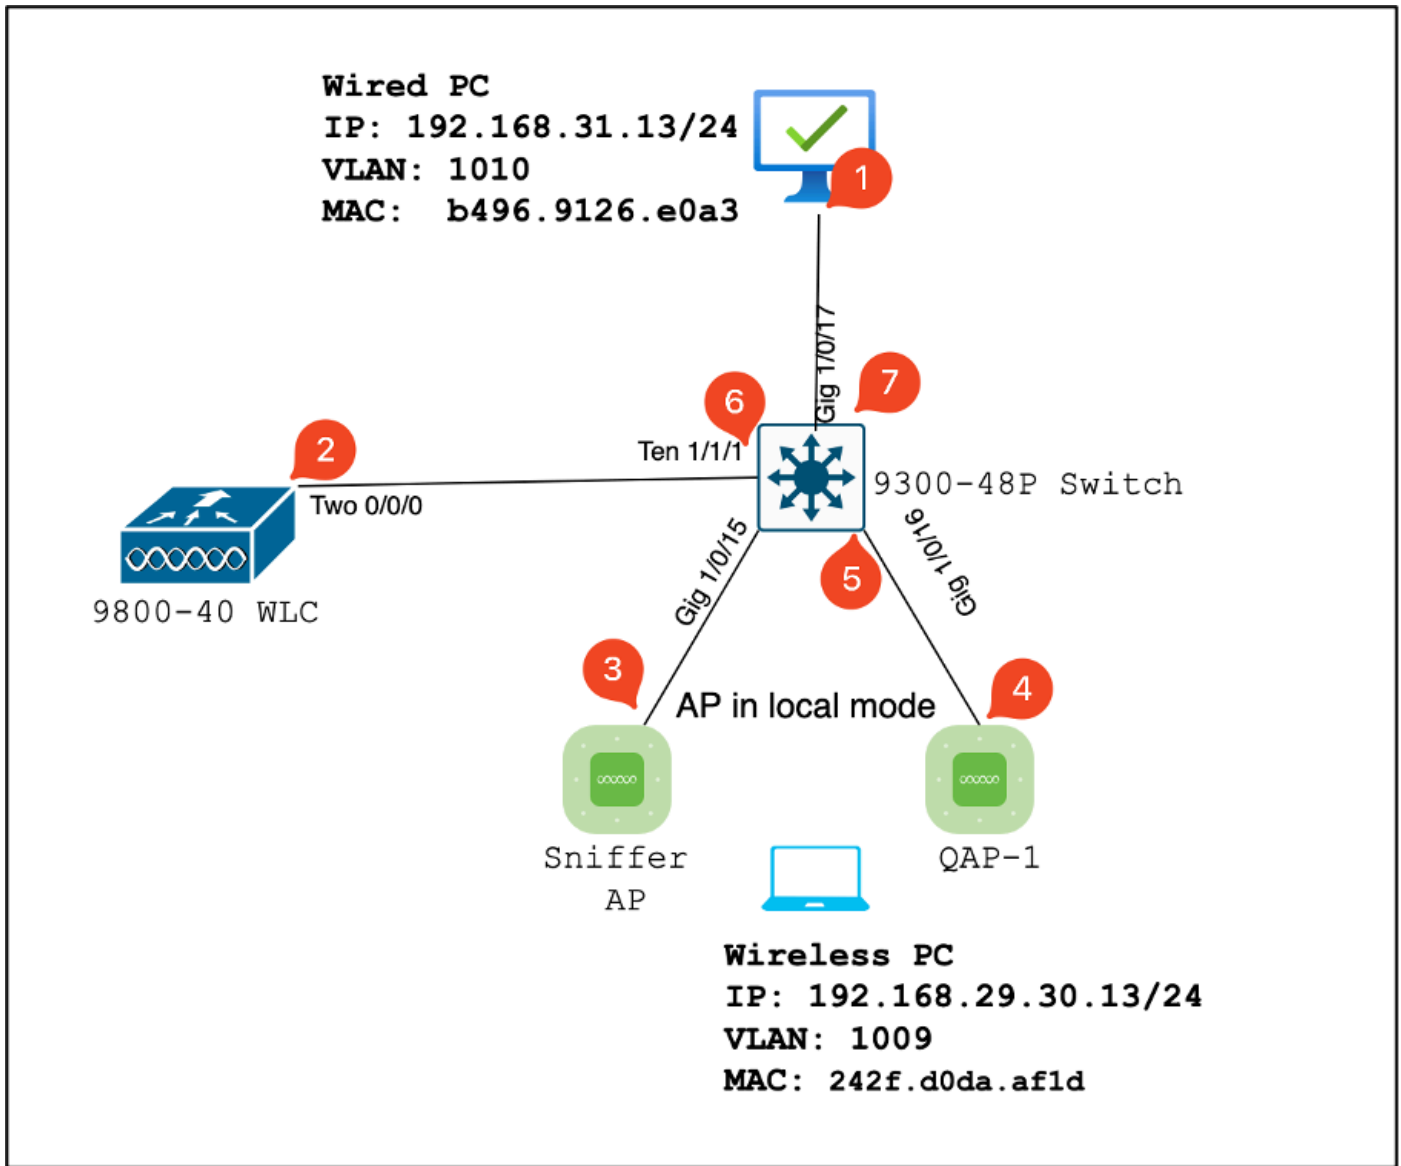 Wired PC
IP: 192.168.31.13/24
VLAN: 1010
MAC: b496.9126.e0a3
1
Gig 1/0/17
7
6
Ten 1/1/1
2
Two 0/0/0
9300-48P Switch
9800-40 WLC
Gig 1/0/15
Gig 1/0/16
5
3
4
AP in local mode
Sniffer
AP
QAP-1
Wireless PC
IP: 192.168.29.30.13/24
VLAN: 1009
MAC: 242f.d0da.af1d